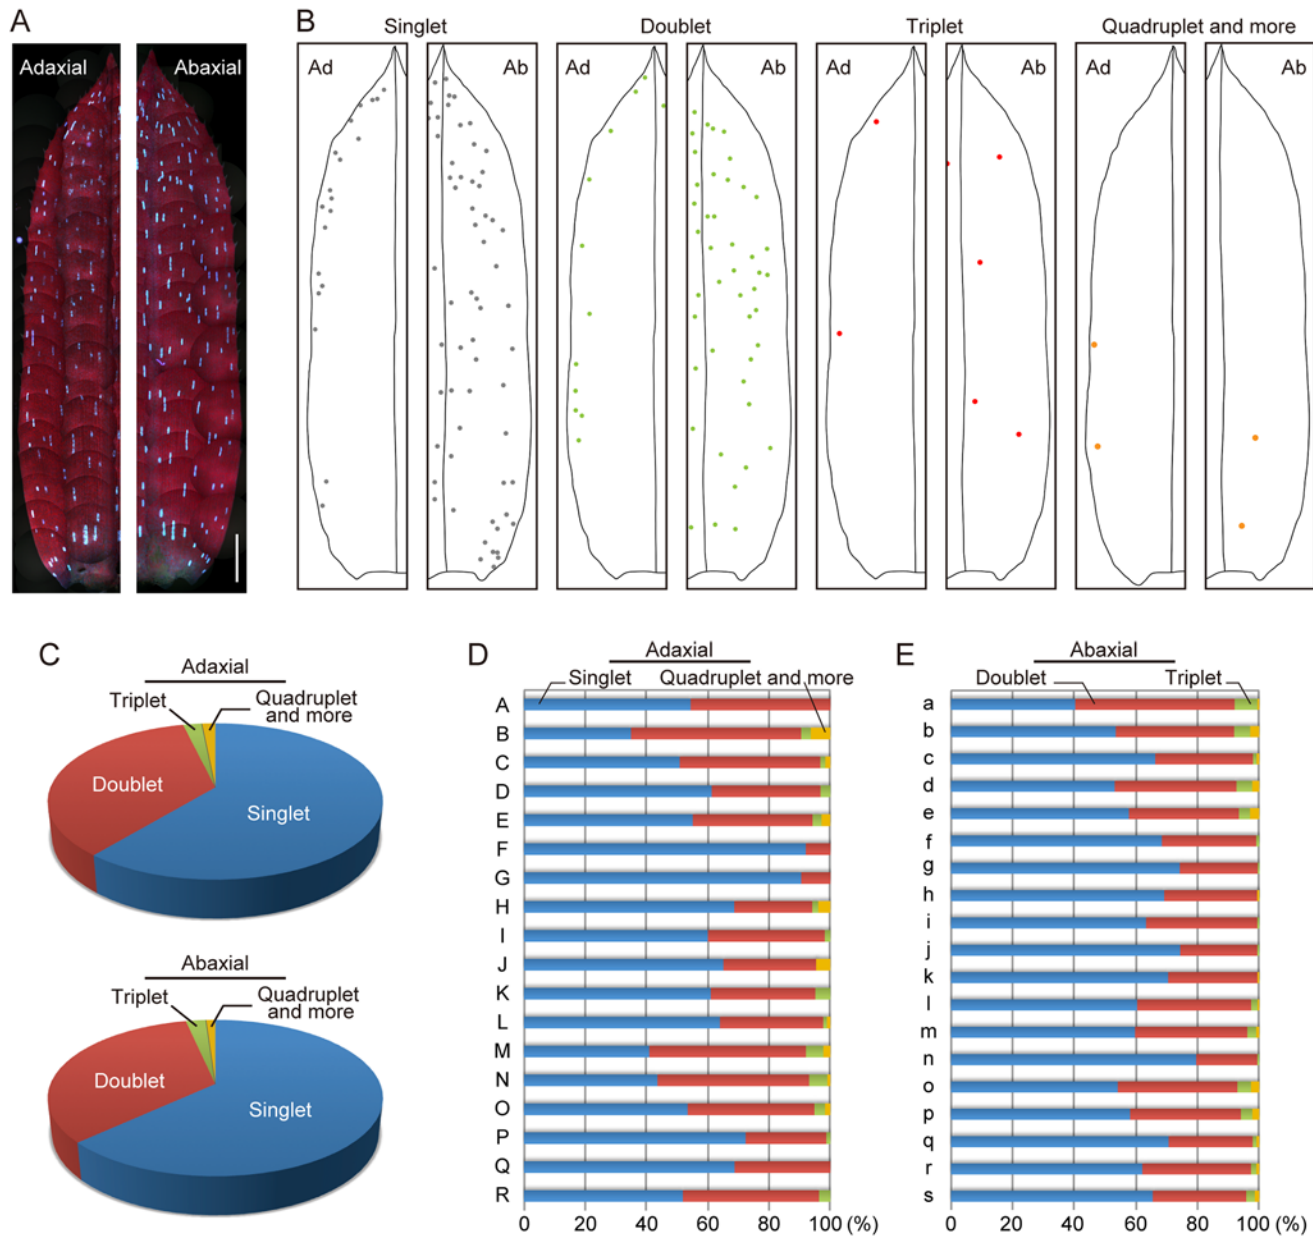 A
Adaxial
Abaxial
B
Singlet
Doublet
Triplet
Quadruplet and more
Ad
Ab
Ad
Ab
Ad
Ab
Ad
Ab
C
Adaxial
Triplet
Quadruplet
and more
Doublet
Singlet
Abaxial
Triplet
Quadruplet
and more
Doublet
Singlet
D
Adaxial
Singlet
Quadruplet and more
A
B
C
D
E
F
G
H
I
J
K
L
M
N
O
P
Q
R
0 20 40 60 80 100 (%)
E
Abaxial
Doublet
Triplet
a
b
c
d
e
f
g
h
i
j
k
l
m
n
o
p
q
r
s
0 20 40 60 80 100 (%)